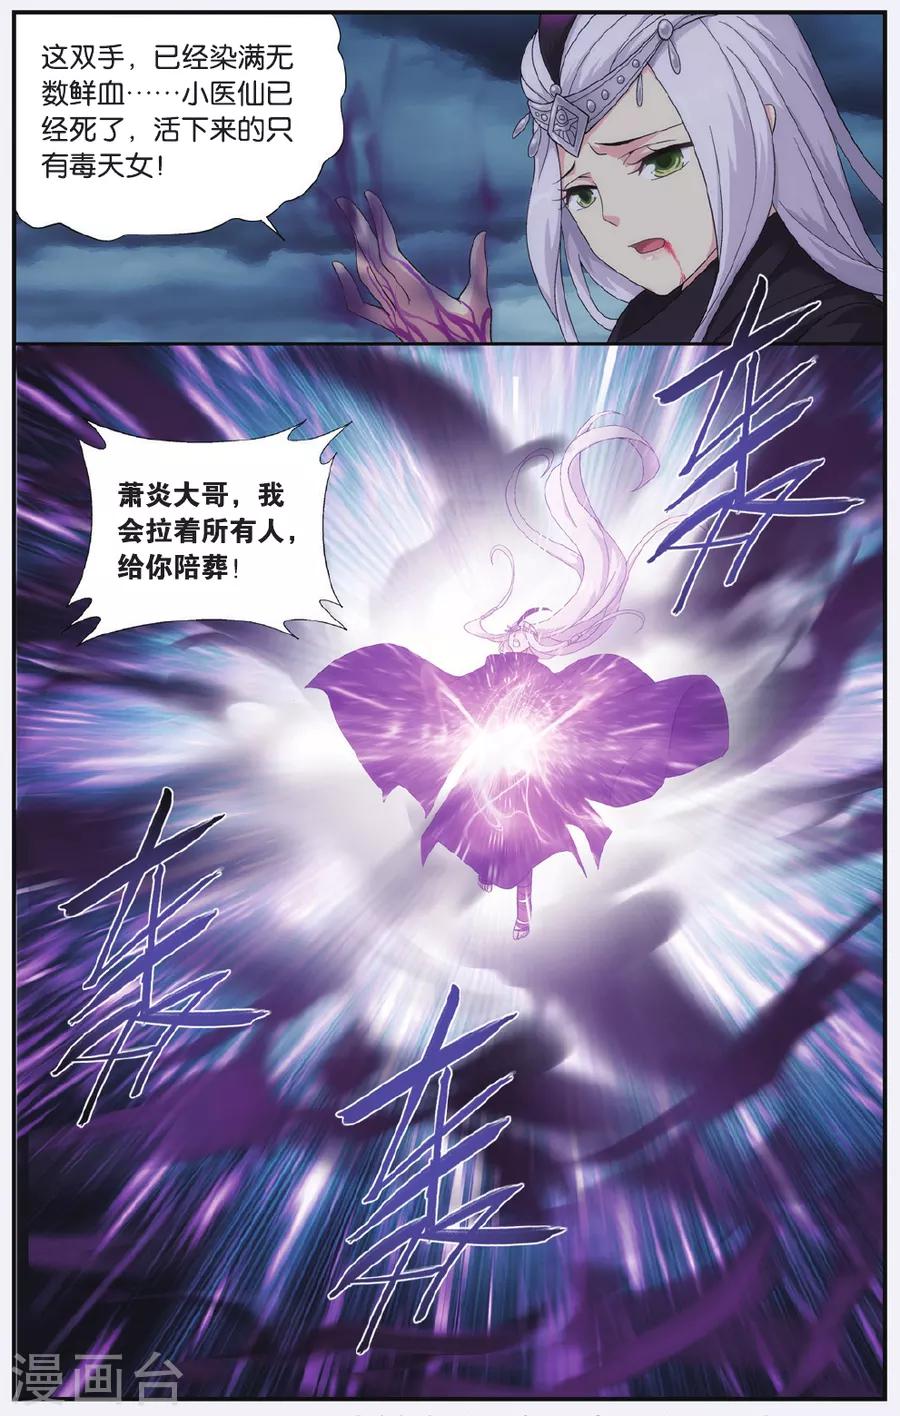 这双手，已经染满无
数鲜血……小医仙已
经死了，活下来的只
有毒天女！
轰
萧炎大哥，我
会拉着所有人，
给你陪葬！
轰
轰
漫画台